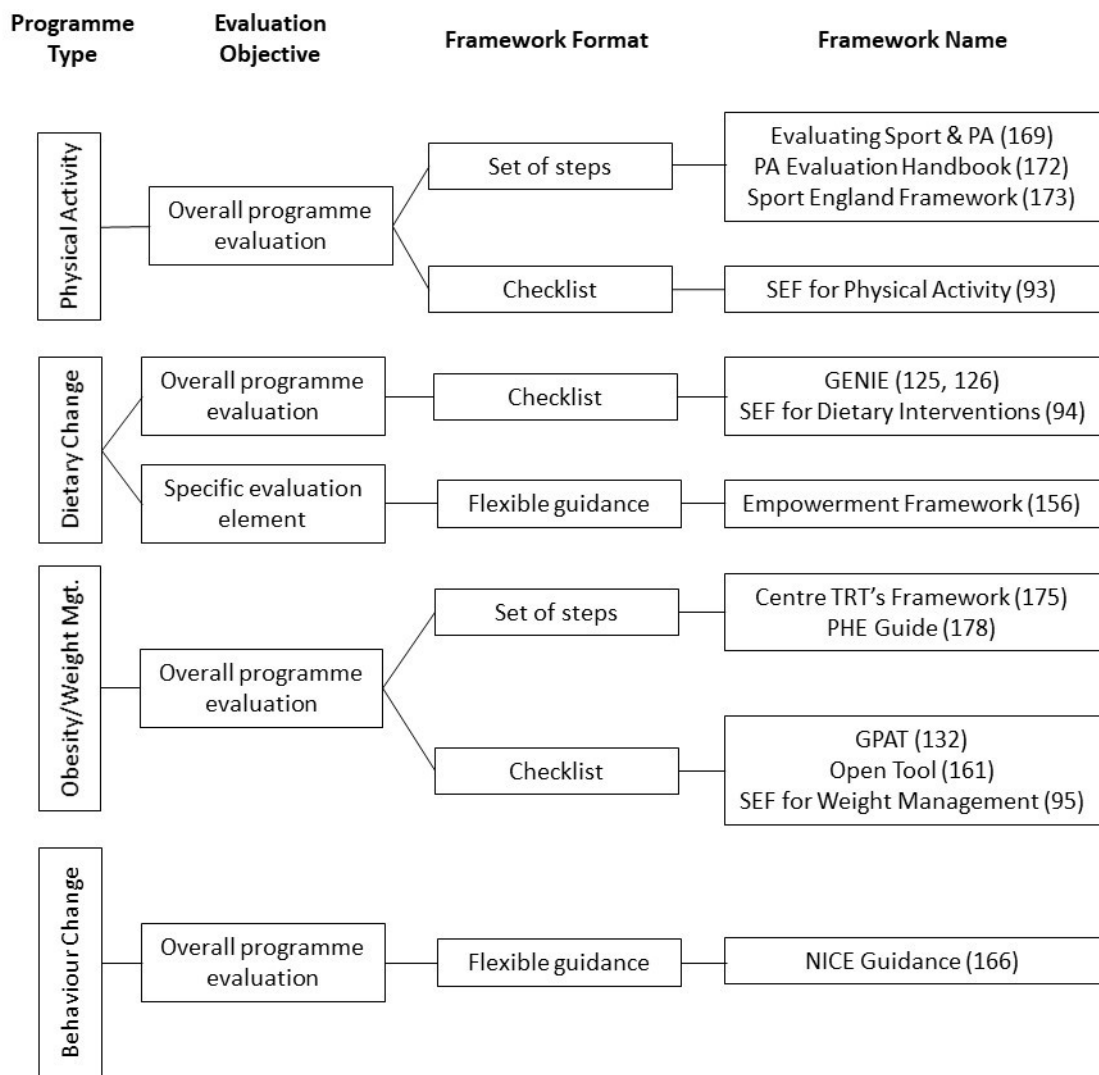 Programme
Type
Evaluation
Objective
Framework Format
Framework Name
Physical Activity
Overall programme
evaluation
Set of steps
Evaluating Sport & PA (169)
PA Evaluation Handbook (172)
Sport England Framework (173)
Checklist
SEF for Physical Activity (93)
Dietary Change
Overall programme
evaluation
Checklist
GENIE (125, 126)
SEF for Dietary Interventions (94)
Specific evaluation
element
Flexible guidance
Empowerment Framework (156)
Obesity/Weight Mgt.
Overall programme
evaluation
Set of steps
Centre TRT’s Framework (175)
PHE Guide (178)
Checklist
GPAT (132)
Open Tool (161)
SEF for Weight Management (95)
Behaviour Change
Overall programme
evaluation
Flexible guidance
NICE Guidance (166)